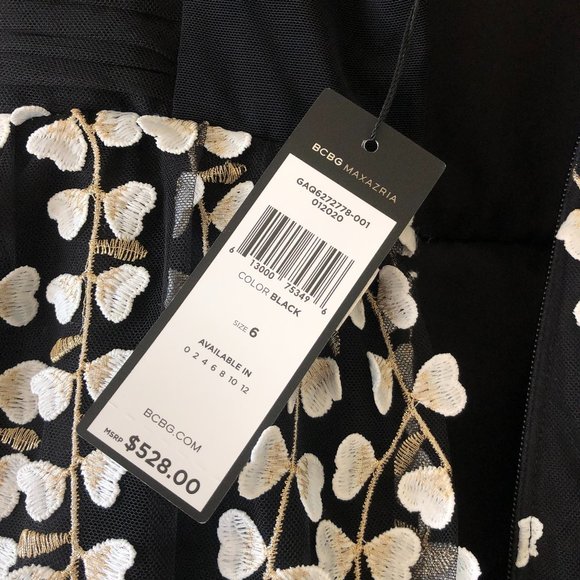 BCBG MAXAZRIA
GAQ6272778-001
012020
6 13000 75349 6
COLOR BLACK
SIZE 6
AVAILABLE IN
0 2 4 6 8 10 12
BCBG.COM
MSRP $528.00